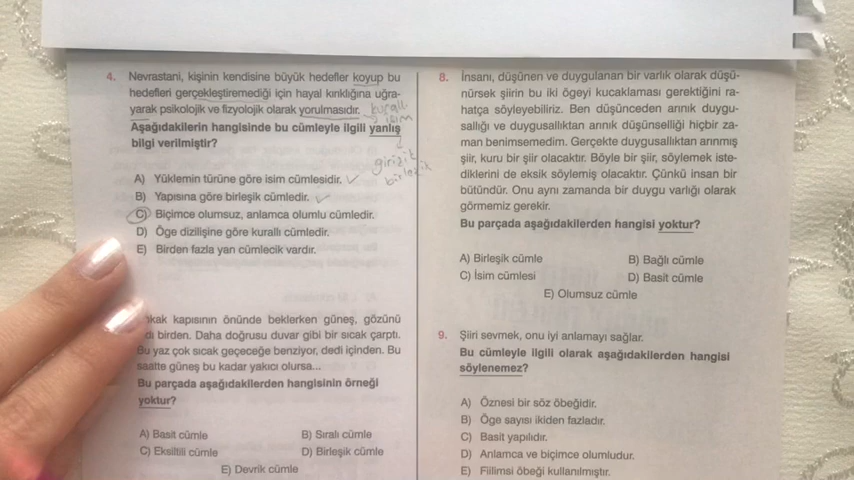 4. Nevrastani, kişinin kendisine büyük hedefler koyup bu
hedefleri gerçekleştiremediği için hayal kırıklığına uğra-
yarak psikolojik ve fizyolojik olarak yorulmasıdır. kurallı
isim
Aşağıdakilerin hangisinde bu cümleyle ilgili yanlış
bilgi verilmiştir?
girişik
birleşik
A) Yüklemin türüne göre isim cümlesidir.
B) Yapısına göre birleşik cümledir.
C) Biçimce olumsuz, anlamca olumlu cümledir.
D) Öge dizilişine göre kurallı cümledir.
E) Birden fazla yan cümlecik vardır.
kapısının önünde beklerken güneş, gözünü
birden. Daha doğrusu duvar gibi bir sıcak çarptı.
Bu yaz çok sıcak geçeceğe benziyor, dedi içinden. Bu
saatte güneş bu kadar yakıcı olursa...
Bu parçada aşağıdakilerden hangisinin örneği
yoktur?
A) Basit cümle
B) Sıralı cümle
C) Eksiltili cümle
D) Birleşik cümle
E) Devrik cümle
8. İnsanı, düşünen ve duygulanan bir varlık olarak düşü-
nürsek şiirin bu iki ögeyi kucaklaması gerektiğini ra-
hatça söyleyebiliriz. Ben düşünceden arınık duygu-
sallığı ve duygusallıktan arınık düşünselliği hiçbir za-
man benimsemedim. Gerçekte duygusallıktan arınmış
şiir, kuru bir şiir olacaktır. Böyle bir şiir, söylemek iste-
diklerini de eksik söylemiş olacaktır. Çünkü insan bir
bütündür. Onu aynı zamanda bir duygu varlığı olarak
görmemiz gerekir.
Bu parçada aşağıdakilerden hangisi yoktur?
A) Birleşik cümle
B) Bağlı cümle
C) İsim cümlesi
D) Basit cümle
E) Olumsuz cümle
9. Şiiri sevmek, onu iyi anlamayı sağlar.
Bu cümleyle ilgili olarak aşağıdakilerden hangisi
söylenemez?
A) Öznesi bir söz öbeğidir.
B) Öge sayısı ikiden fazladır.
C) Basit yapılıdır.
D) Anlamca ve biçimce olumludur.
E) Fiilimsi öbeği kullanılmıştır.